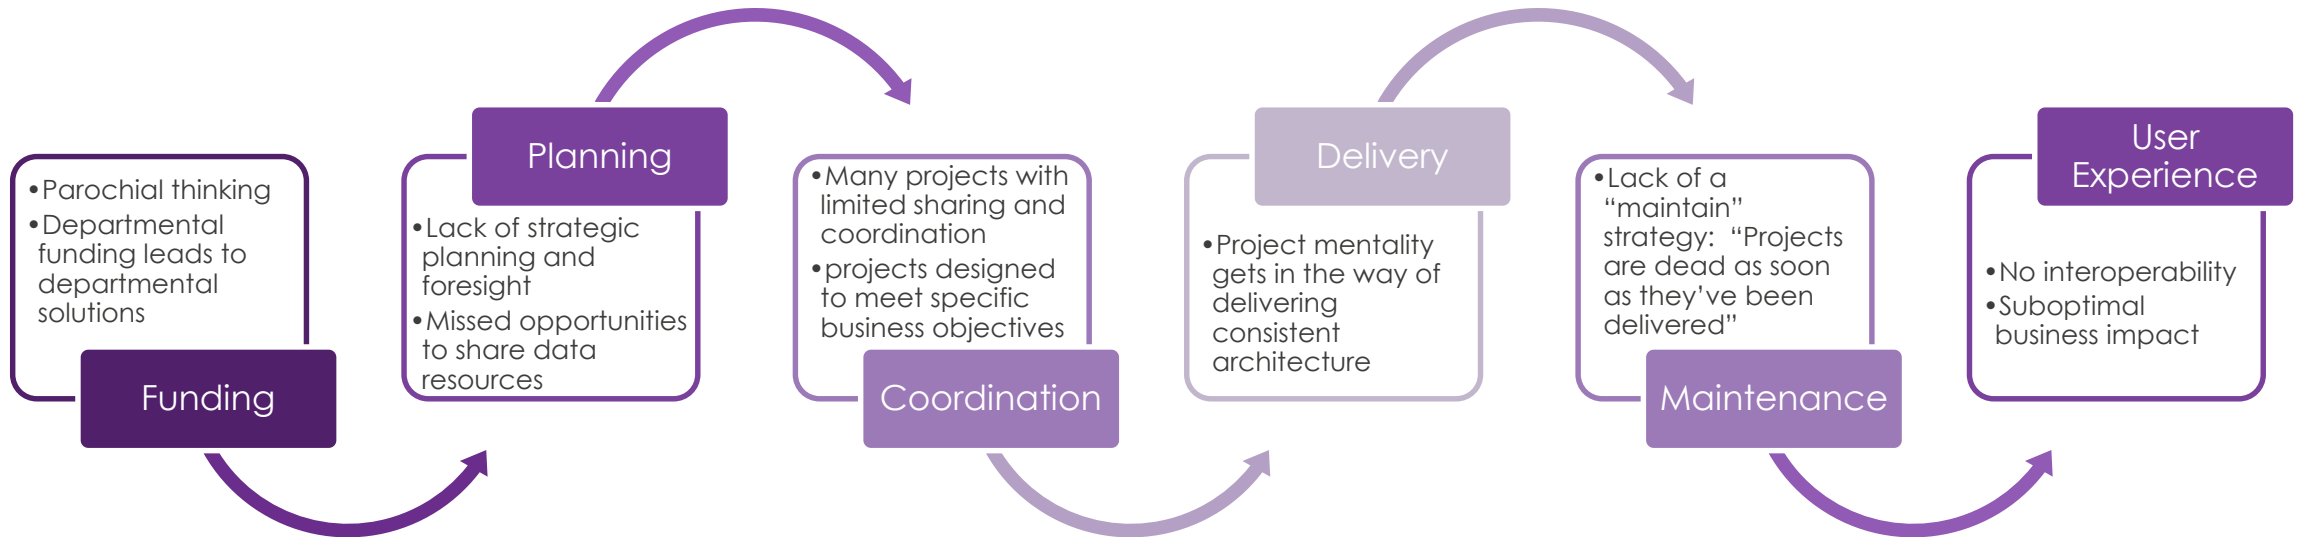 •Parochial thinking
•Departmental
funding leads to
departmental
solutions
Funding
Planning
•Lack of strategic
planning and
foresight
•Missed opportunities
to share data
resources
•Many projects with
limited sharing and
coordination
•projects designed
to meet specific
business objectives
Coordination
Delivery
•Project mentality
gets in the way of
delivering
consistent
architecture
•Lack of a
“maintain”
strategy:  “Projects
are dead as soon
as they’ve been
delivered”
Maintenance
User
Experience
•No interoperability
•Suboptimal
business impact